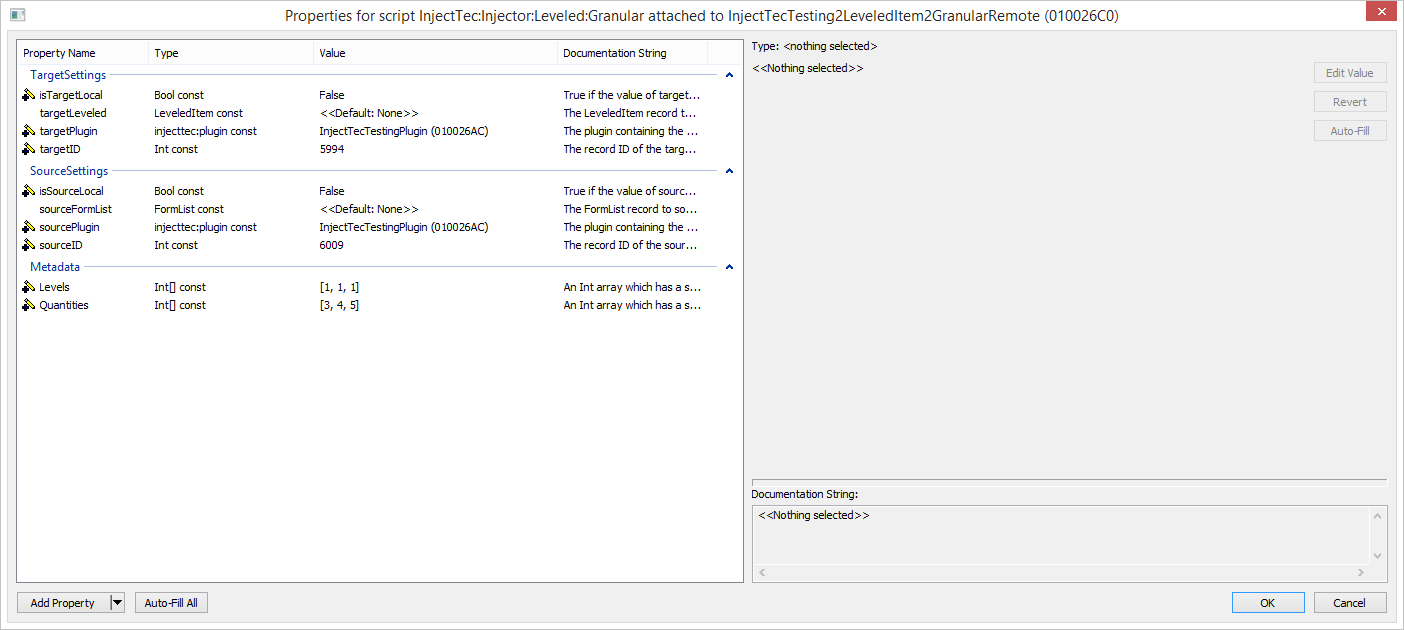 Properties for script InjectTec:Injector:Leveled:Granular attached to InjectTecTesting2LeveledItem2GranularRemote (010026C0)
Property Name Type Value Documentation String
TargetSettings
isTargetLocal Bool const False True if the value of target...
targetLeveled LeveledItem const <<Default: None>> The LeveledItem record t...
targetPlugin injecttec:plugin const InjectTecTestingPlugin (010026AC) The plugin containing the ...
targetID Int const 5994 The record ID of the targ...
SourceSettings
isSourceLocal Bool const False True if the value of sourc...
sourceFormList FormList const <<Default: None>> The FormList record to so...
sourcePlugin injecttec:plugin const InjectTecTestingPlugin (010026AC) The plugin containing the ...
sourceID Int const 6009 The record ID of the sour...
Metadata
Levels Int[] const [1, 1, 1] An Int array which has a s...
Quantities Int[] const [3, 4, 5] An Int array which has a s...
Add Property Auto-Fill All
Type: <nothing selected>
<<Nothing selected>>
Edit Value
Revert
Auto-Fill
Documentation String:
<<Nothing selected>>
OK Cancel